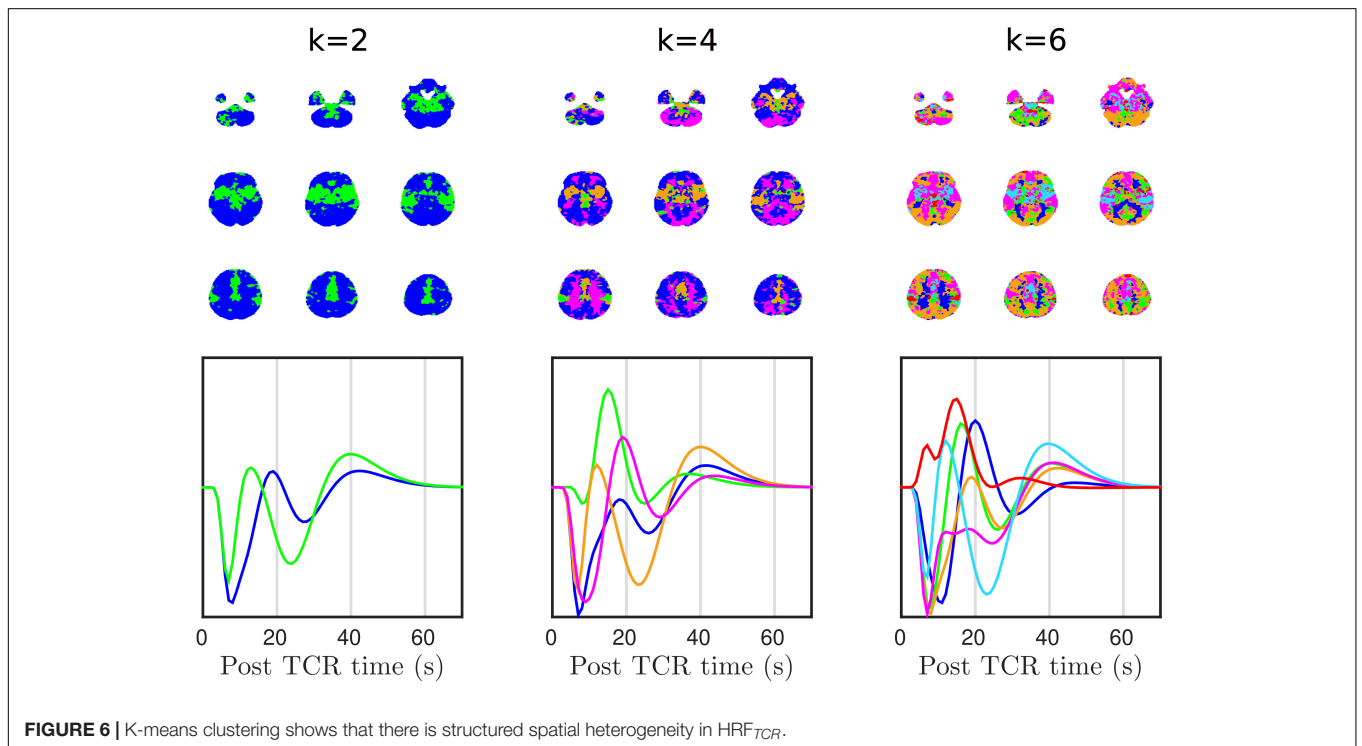 k=2 k=4 k=6
0 20 40 60 0 20 40 60 0 20 40 60
Post TCR time (s) Post TCR time (s) Post TCR time (s)
FIGURE 6 | K-means clustering shows that there is structured spatial heterogeneity in HRFTCR.